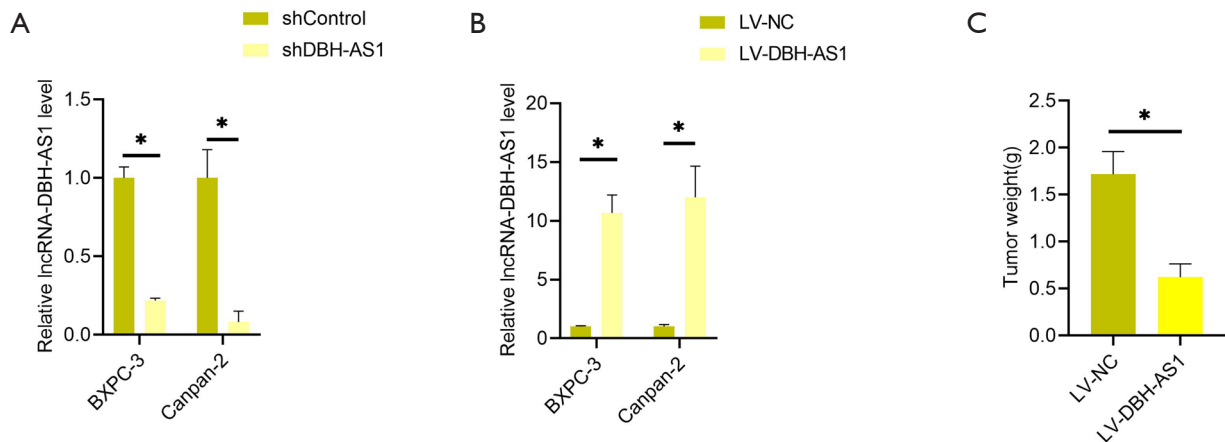 A
shControl
shDBH-AS1
Relative lncRNA-DBH-AS1 level
1.5
1.0
0.5
0.0
*
*
BXPC-3
Canpan-2
B
LV-NC
LV-DBH-AS1
Relative lncRNA-DBH-AS1 level
20
15
10
5
0
*
*
BXPC-3
Canpan-2
C
Tumor weight(g)
2.5
2.0
1.5
1.0
0.5
0.0
*
LV-NC
LV-DBH-AS1